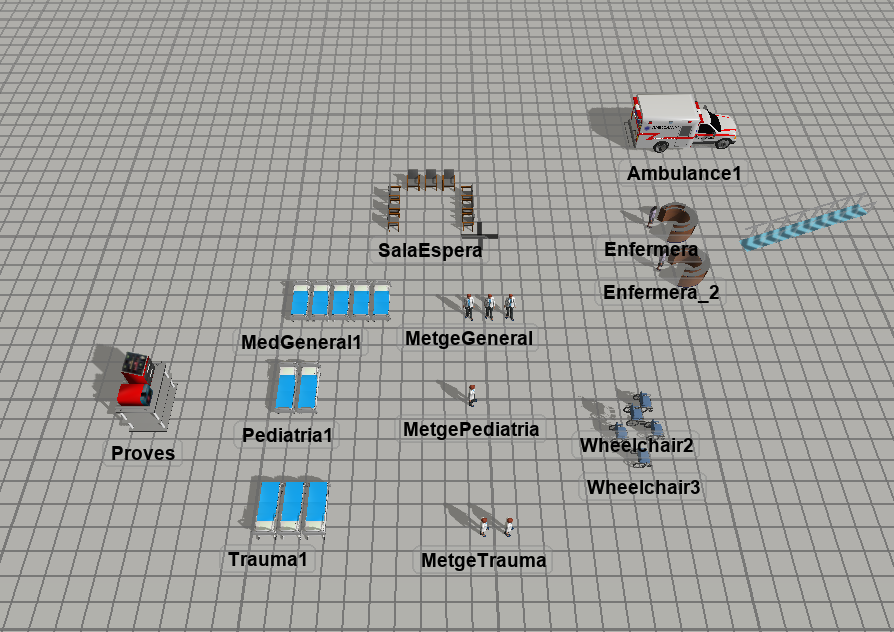 Ambulance1
SalaEspera
Enfermera
Enfermera_2
MedGeneral1
MetgeGeneral
Pediatria1
MetgePediatria
Wheelchair2
Proves
Wheelchair3
Trauma1
MetgeTrauma